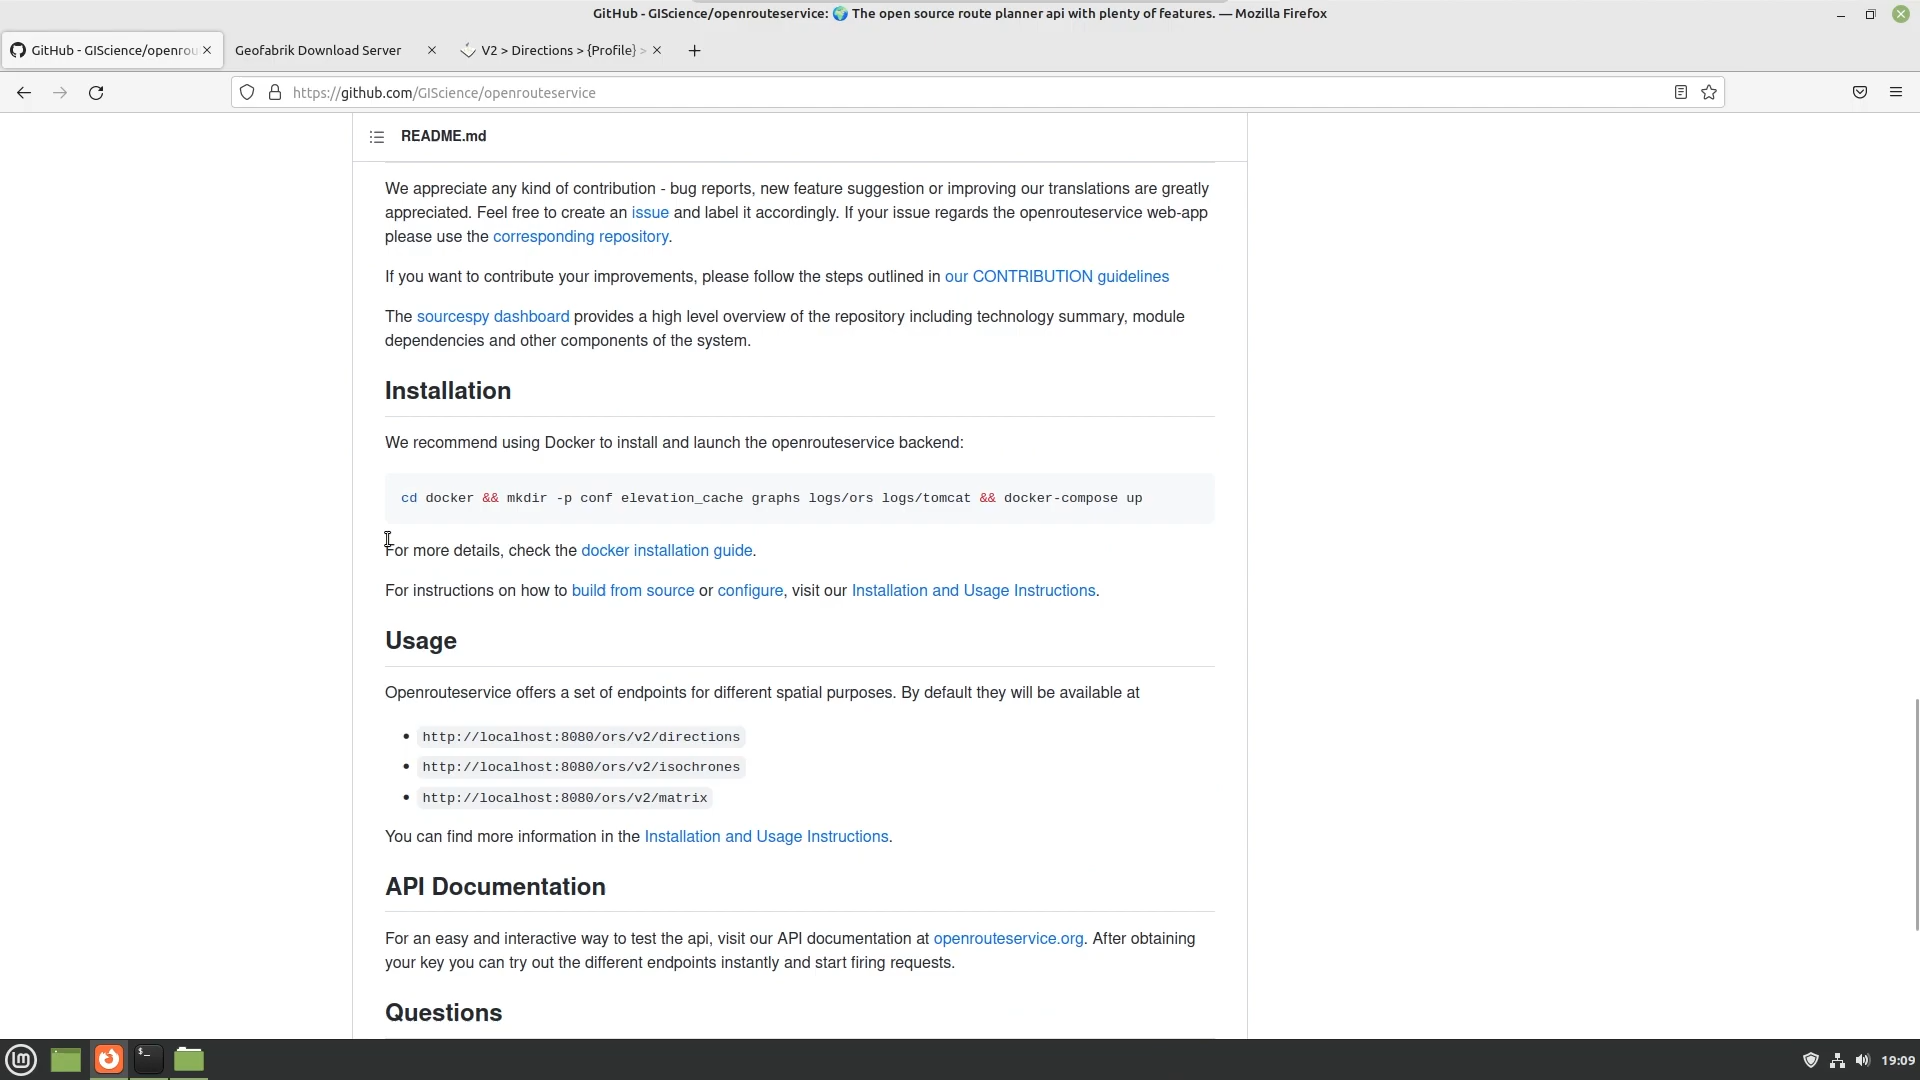 GitHub - GIScience/openrouteservice: 🌍 The open source route planner api with plenty of features. — Mozilla Firefox
GitHub - GIScience/openrou
Geofabrik Download Server
V2 > Directions > {Profile} >
https://github.com/GIScience/openrouteservice
README.md
We appreciate any kind of contribution - bug reports, new feature suggestion or improving our translations are greatly
appreciated. Feel free to create an issue and label it accordingly. If your issue regards the openrouteservice web-app
please use the corresponding repository.
If you want to contribute your improvements, please follow the steps outlined in our CONTRIBUTION guidelines
The sourcespy dashboard provides a high level overview of the repository including technology summary, module
dependencies and other components of the system.
Installation
We recommend using Docker to install and launch the openrouteservice backend:
cd docker && mkdir -p conf elevation_cache graphs logs/ors logs/tomcat && docker-compose up
For more details, check the docker installation guide.
For instructions on how to build from source or configure, visit our Installation and Usage Instructions.
Usage
Openrouteservice offers a set of endpoints for different spatial purposes. By default they will be available at
• http://localhost:8080/ors/v2/directions
• http://localhost:8080/ors/v2/isochrones
• http://localhost:8080/ors/v2/matrix
You can find more information in the Installation and Usage Instructions.
API Documentation
For an easy and interactive way to test the api, visit our API documentation at openrouteservice.org. After obtaining
your key you can try out the different endpoints instantly and start firing requests.
Questions
19:09